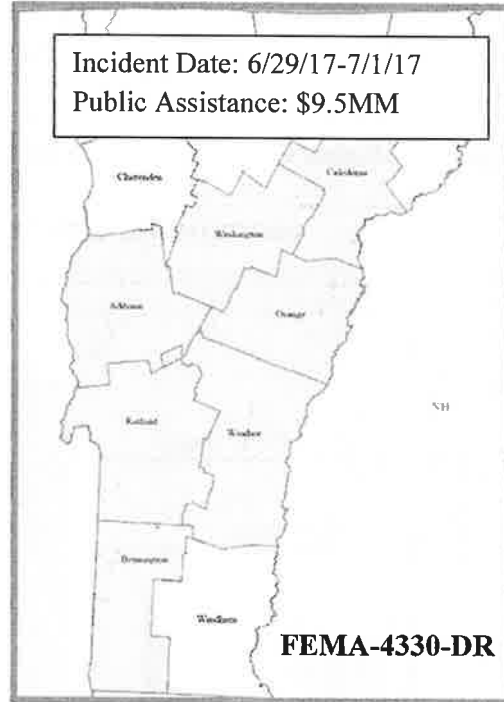 Incident Date: 6/29/17-7/1/17
Public Assistance: $9.5MM
Caledonia
Chittenden
Washington
Addison
Orange
NH
Rutland
Windsor
Bennington
Windham
FEMA-4330-DR